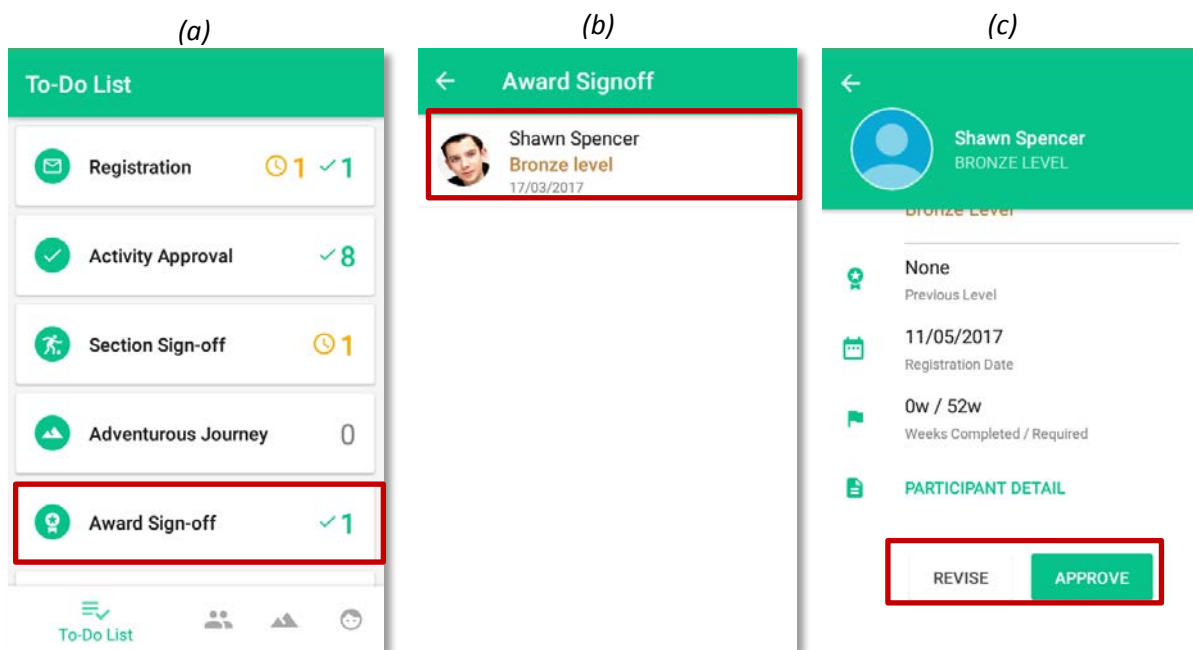 (a)
To-Do List
Registration 1 1
Activity Approval 8
Section Sign-off 1
Adventurous Journey 0
Award Sign-off 1
To-Do List
(b)
Award Signoff
Shawn Spencer
Bronze level
17/03/2017
(c)
Shawn Spencer
BRONZE LEVEL
Bronze Level
None
Previous Level
11/05/2017
Registration Date
0w / 52w
Weeks Completed / Required
PARTICIPANT DETAIL
REVISE APPROVE